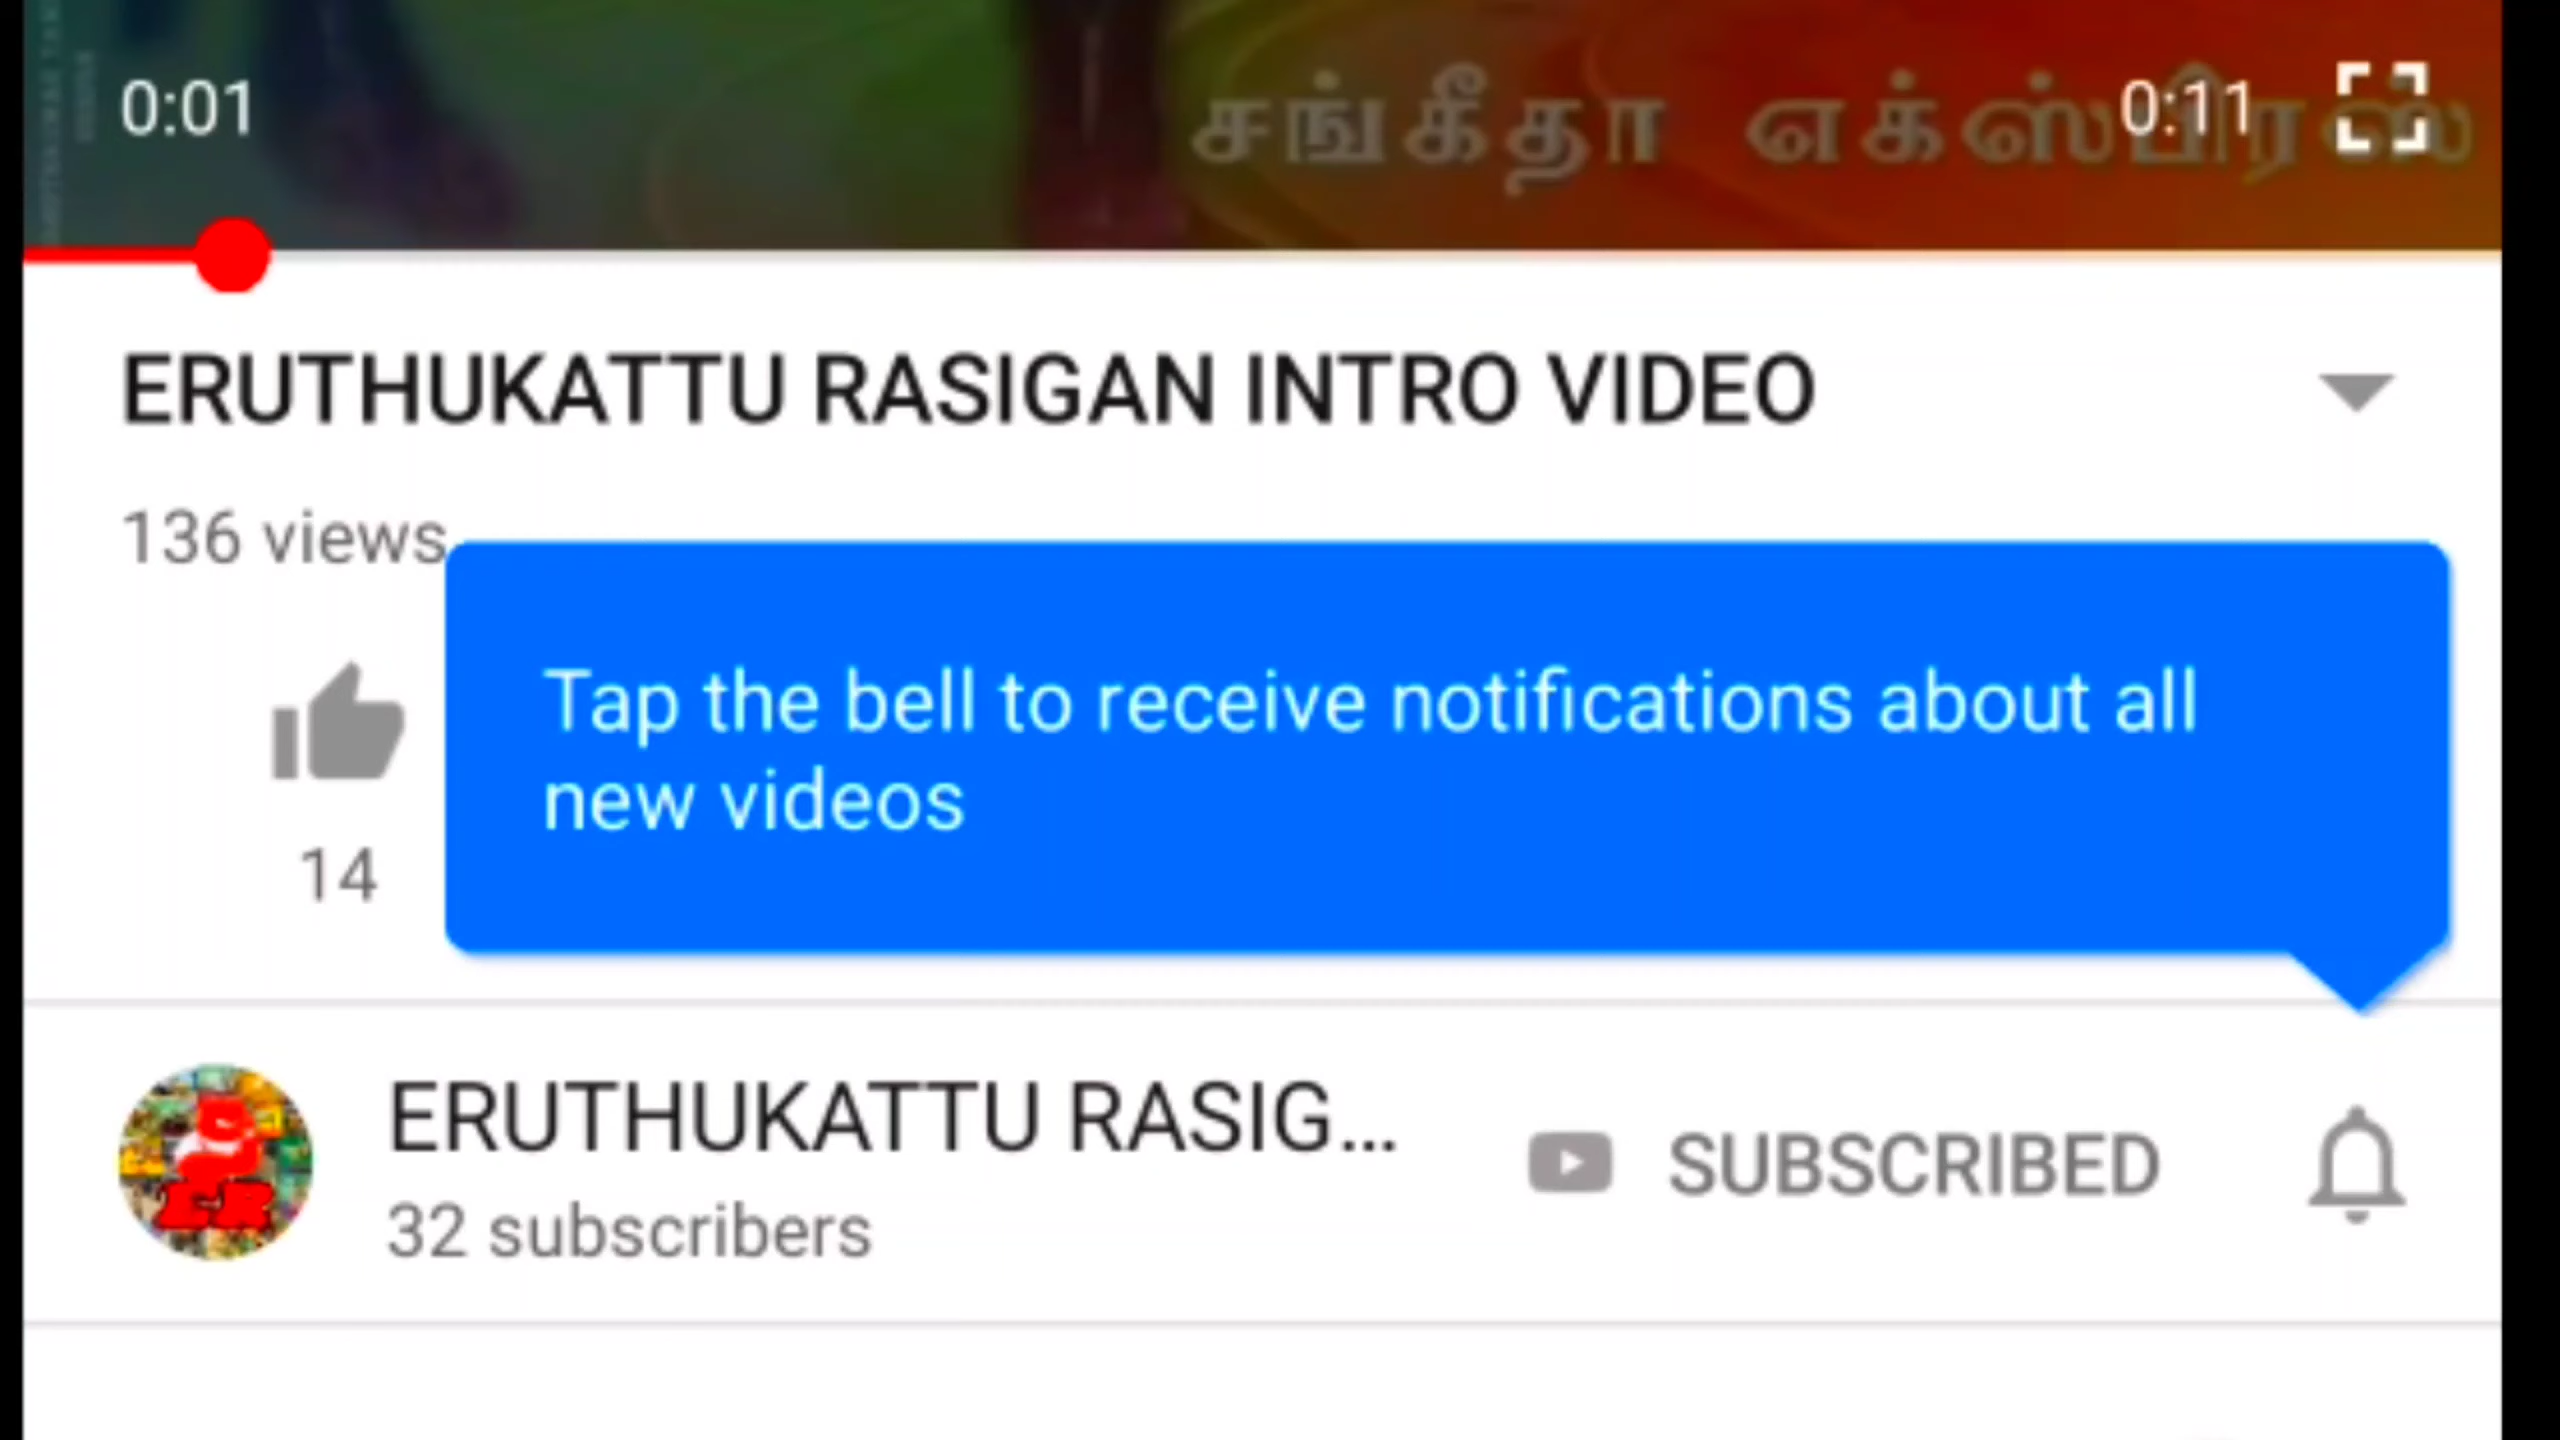 0:01
சங்கீதா எக்ஸ்பிரஸ்
0:11
ERUTHUKATTU RASIGAN INTRO VIDEO
136 views
Tap the bell to receive notifications about all
new videos
14
ERUTHUKATTU RASIG...
32 subscribers
SUBSCRIBED
ER